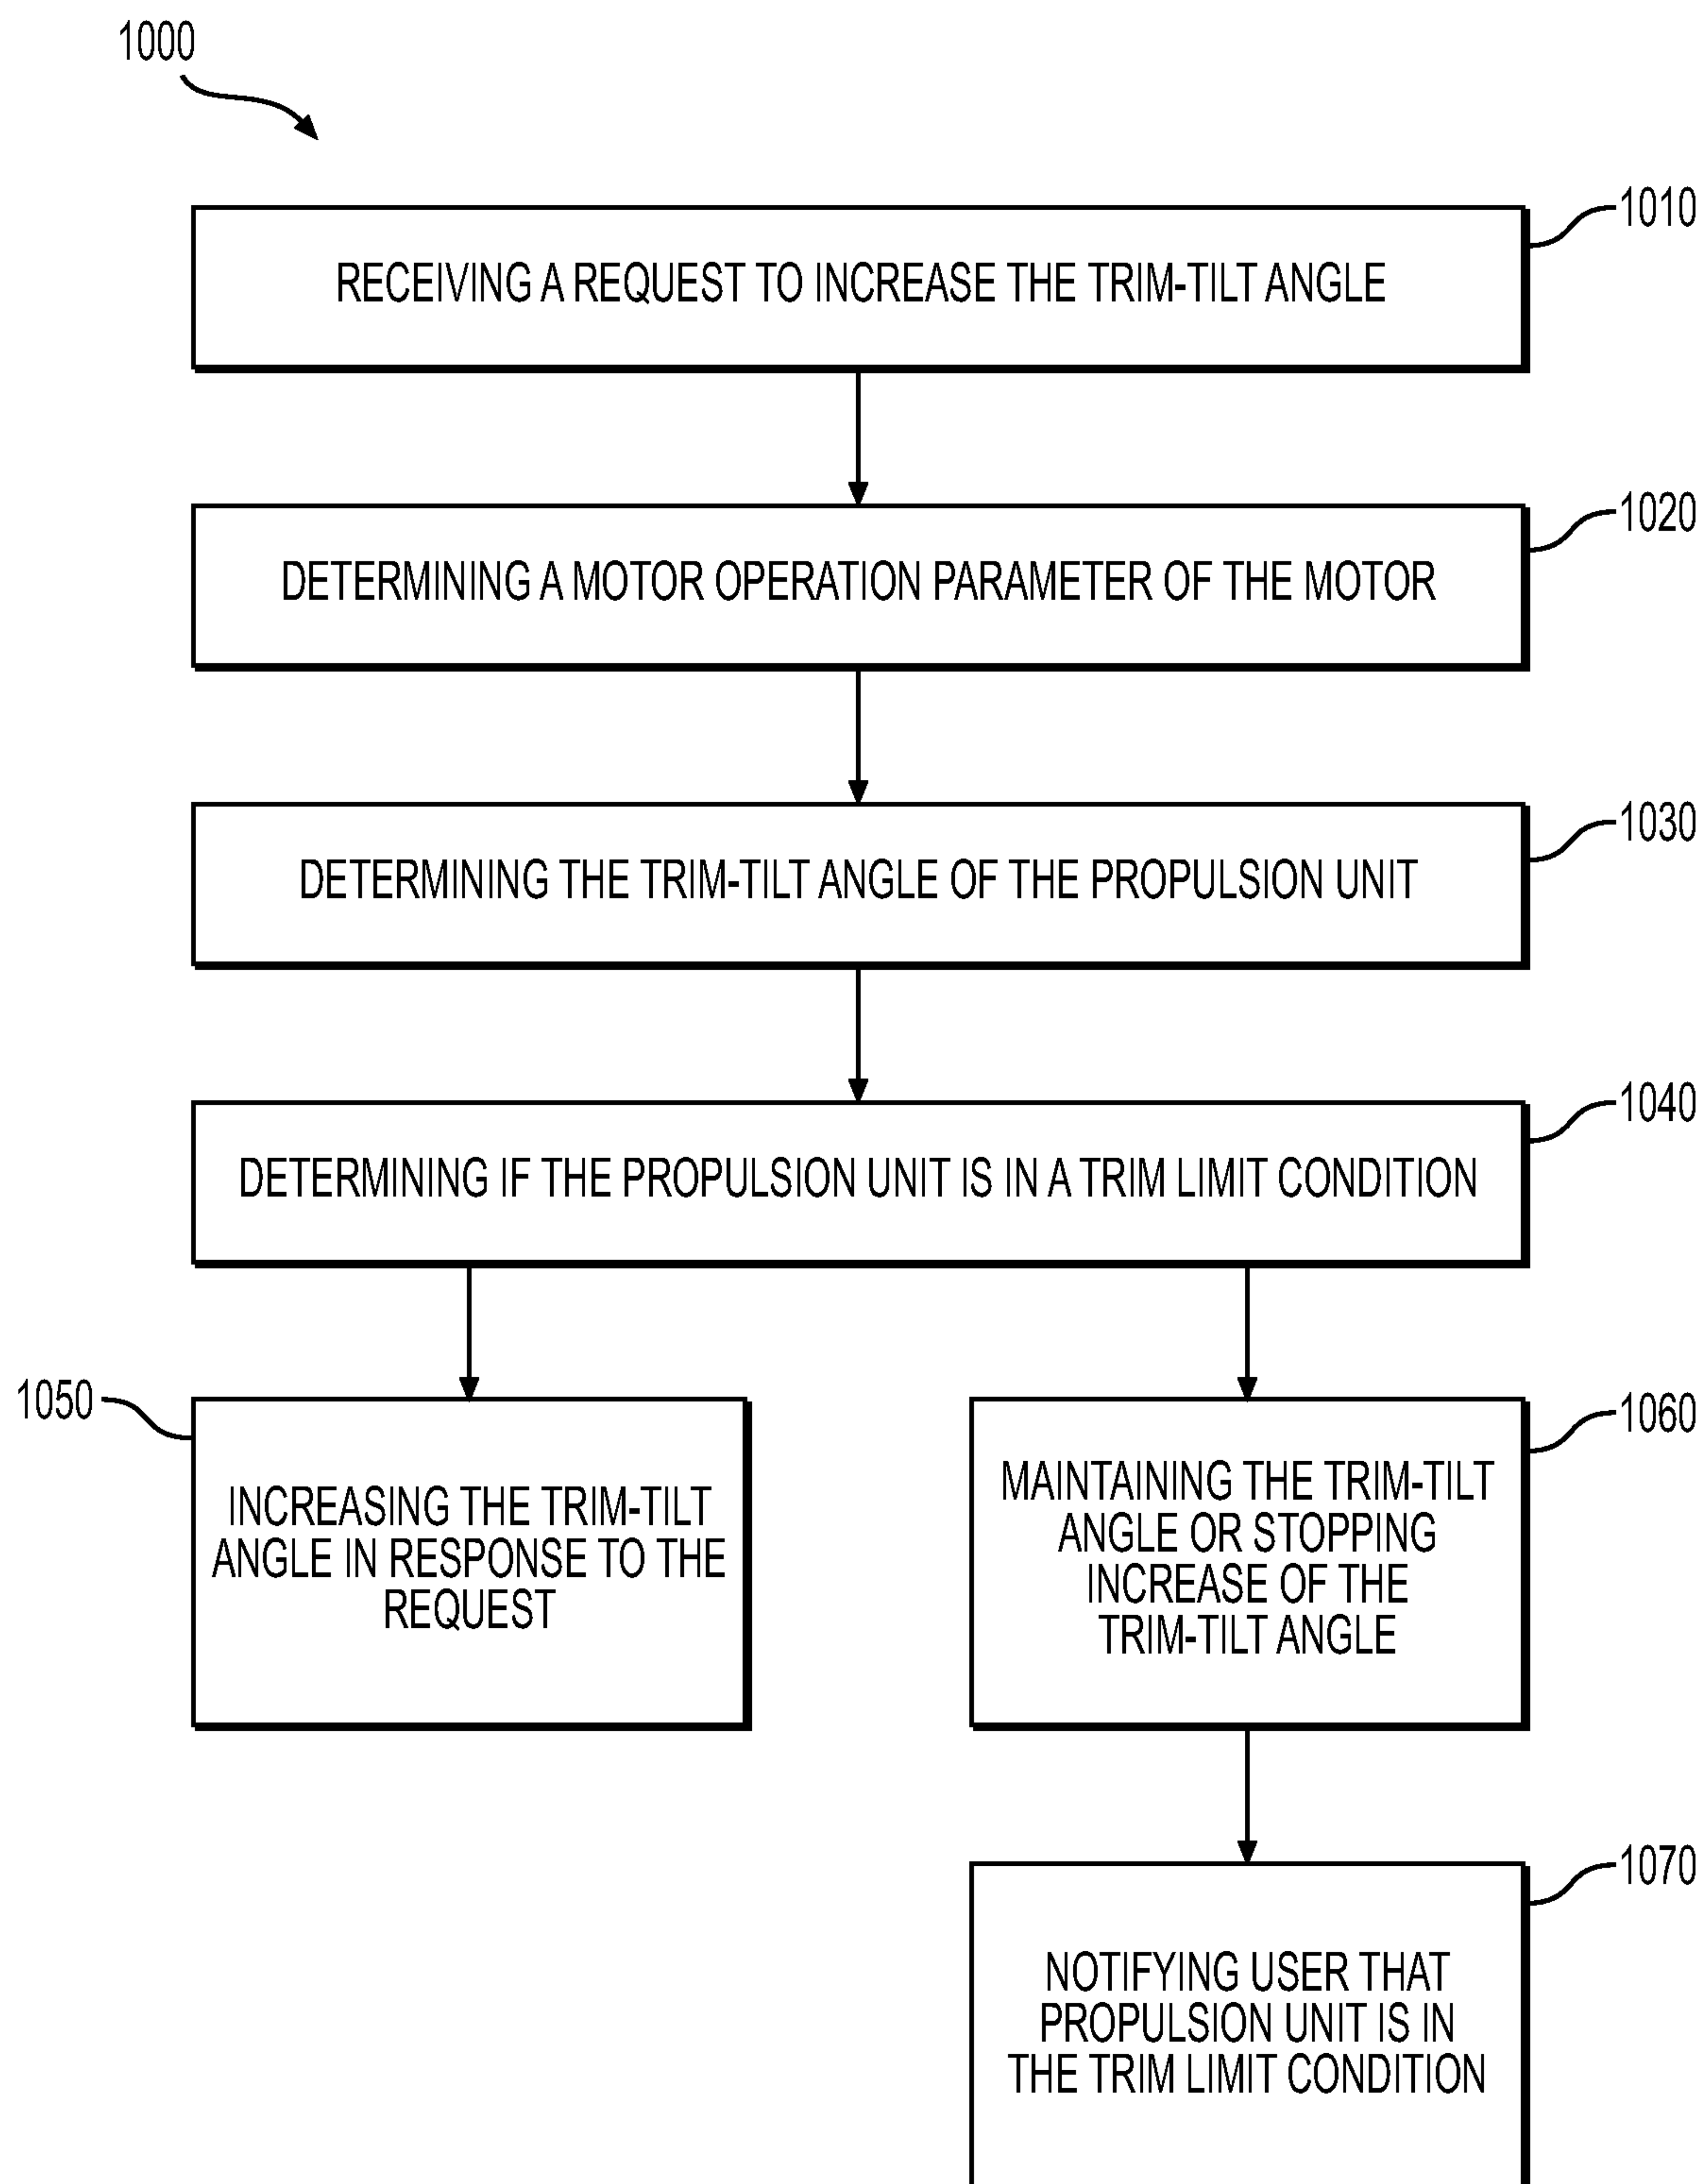 1000
1010
RECEIVING A REQUEST TO INCREASE THE TRIM-TILT ANGLE
1020
DETERMINING A MOTOR OPERATION PARAMETER OF THE MOTOR
1030
DETERMINING THE TRIM-TILT ANGLE OF THE PROPULSION UNIT
1040
DETERMINING IF THE PROPULSION UNIT IS IN A TRIM LIMIT CONDITION
1050
INCREASING THE TRIM-TILT
ANGLE IN RESPONSE TO THE
REQUEST
1060
MAINTAINING THE TRIM-TILT
ANGLE OR STOPPING
INCREASE OF THE
TRIM-TILT ANGLE
1070
NOTIFYING USER THAT
PROPULSION UNIT IS IN
THE TRIM LIMIT CONDITION